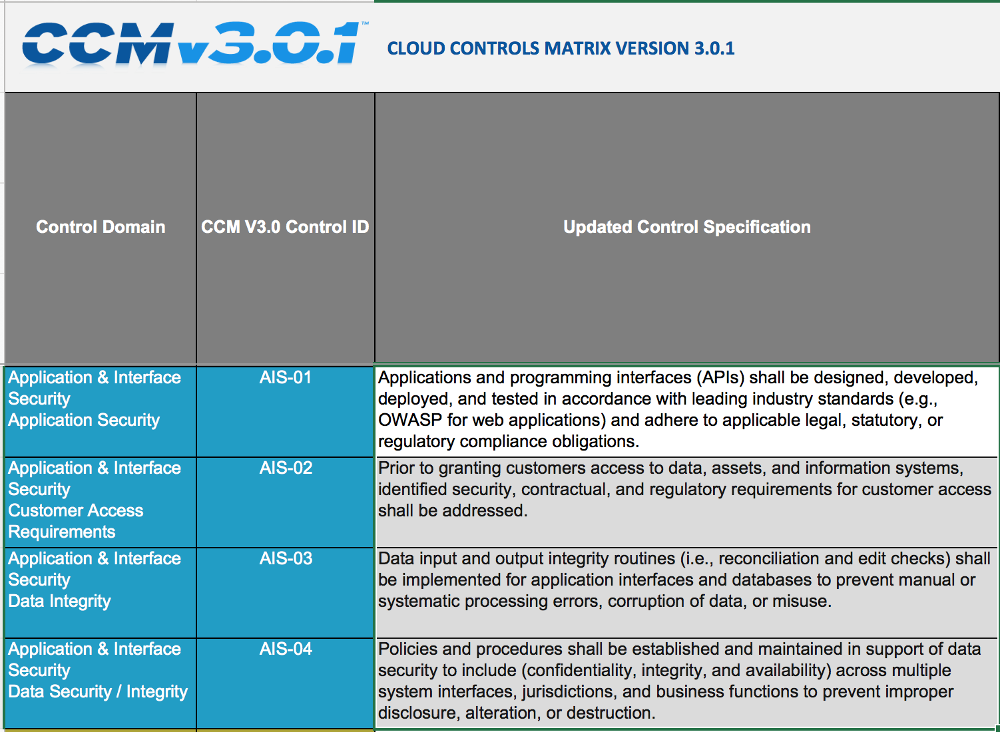 CCM v3.0.1™
CLOUD CONTROLS MATRIX VERSION 3.0.1
Control Domain
CCM V3.0 Control ID
Updated Control Specification
Application & Interface
Security
Application Security
AIS-01
Applications and programming interfaces (APIs) shall be designed, developed,
deployed, and tested in accordance with leading industry standards (e.g.,
OWASP for web applications) and adhere to applicable legal, statutory, or
regulatory compliance obligations.
Application & Interface
Security
Customer Access
Requirements
AIS-02
Prior to granting customers access to data, assets, and information systems,
identified security, contractual, and regulatory requirements for customer access
shall be addressed.
Application & Interface
Security
Data Integrity
AIS-03
Data input and output integrity routines (i.e., reconciliation and edit checks) shall
be implemented for application interfaces and databases to prevent manual or
systematic processing errors, corruption of data, or misuse.
Application & Interface
Security
Data Security / Integrity
AIS-04
Policies and procedures shall be established and maintained in support of data
security to include (confidentiality, integrity, and availability) across multiple
system interfaces, jurisdictions, and business functions to prevent improper
disclosure, alteration, or destruction.